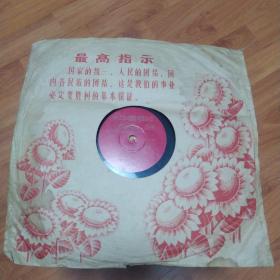 最高指示
国家的统一，人民的团结，国
内各民族的团结，这是我们的事业
必定要胜利的基本保证。